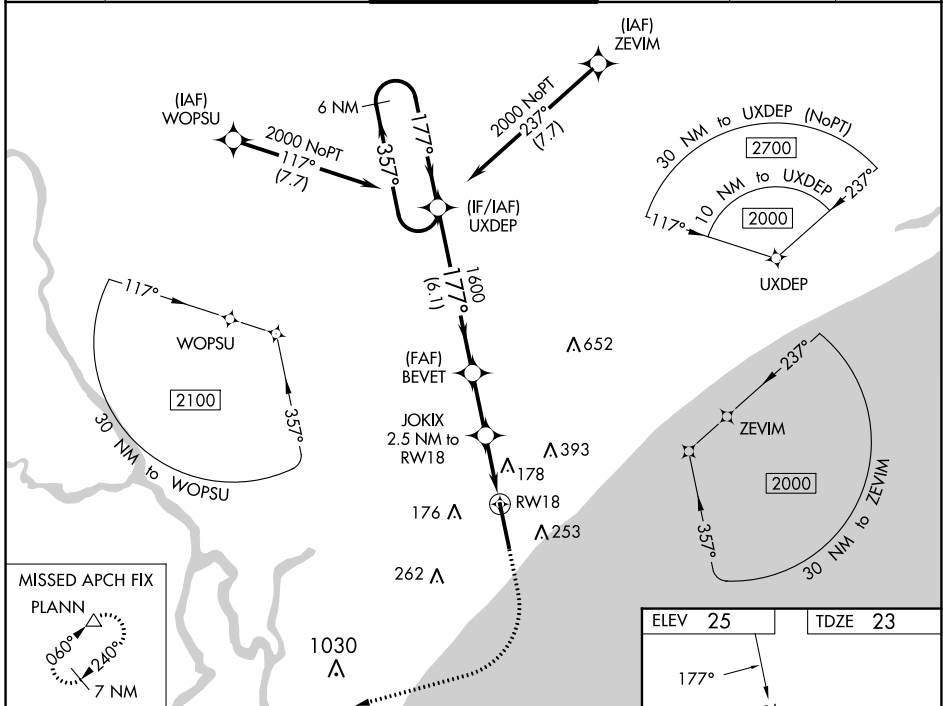 (IAF)
ZEVIM
2000 NoPT
237°
(7.7)
(IAF)
WOPSU
2000 NoPT
117°
(7.7)
6 NM
177°
357°
(IF/IAF)
UXDEP
30 NM to UXDEP (NoPT)
2700
10 NM to UXDEP
2000
117°
237°
UXDEP
1600
177°
(6.1)
117°
WOPSU
2100
357°
30 NM to WOPSU
652
(FAF)
BEVET
JOKIX
2.5 NM to
RW18
393
178
RW18
176
253
262
1030
237°
ZEVIM
2000
357°
30 NM to ZEVIM
MISSED APCH FIX
PLANN
060°
240°
7 NM
ELEV 25
TDZE 23
177°